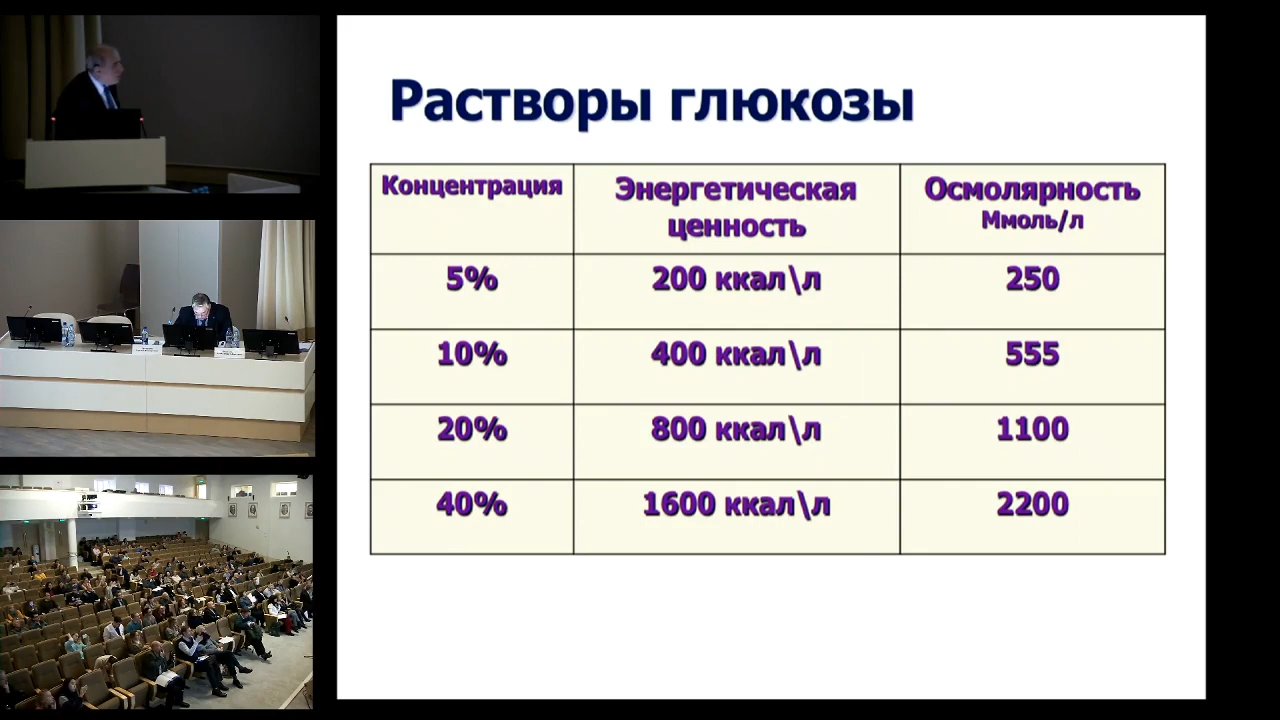 Растворы глюкозы
Концентрация
Энергетическая
ценность
Осмолярность
Ммоль/л
5%
200 ккал\л
250
10%
400 ккал\л
555
20%
800 ккал\л
1100
40%
1600 ккал\л
2200